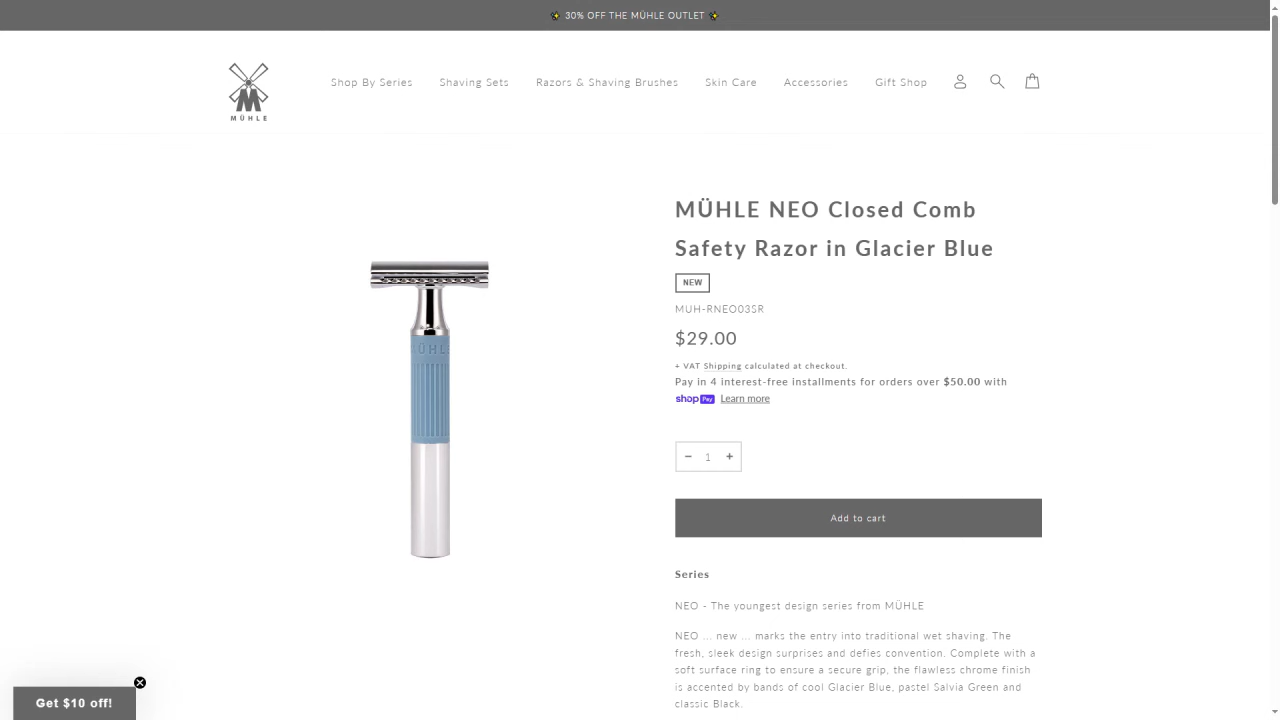 ✨ 30% OFF THE MÜHLE OUTLET ✨
MÜHLE
Shop By Series
Shaving Sets
Razors & Shaving Brushes
Skin Care
Accessories
Gift Shop
MÜHLE NEO Closed Comb
Safety Razor in Glacier Blue
NEW
MUH-RNEO03SR
$29.00
+ VAT Shipping calculated at checkout.
Pay in 4 interest-free installments for orders over $50.00 with
shop Pay Learn more
− 1 +
Add to cart
Series
NEO - The youngest design series from MÜHLE
NEO ... new ... marks the entry into traditional wet shaving. The
fresh, sleek design surprises and defies convention. Complete with a
soft surface ring to ensure a secure grip, the flawless chrome finish
is accented by bands of cool Glacier Blue, pastel Salvia Green and
classic Black.
Get $10 off!